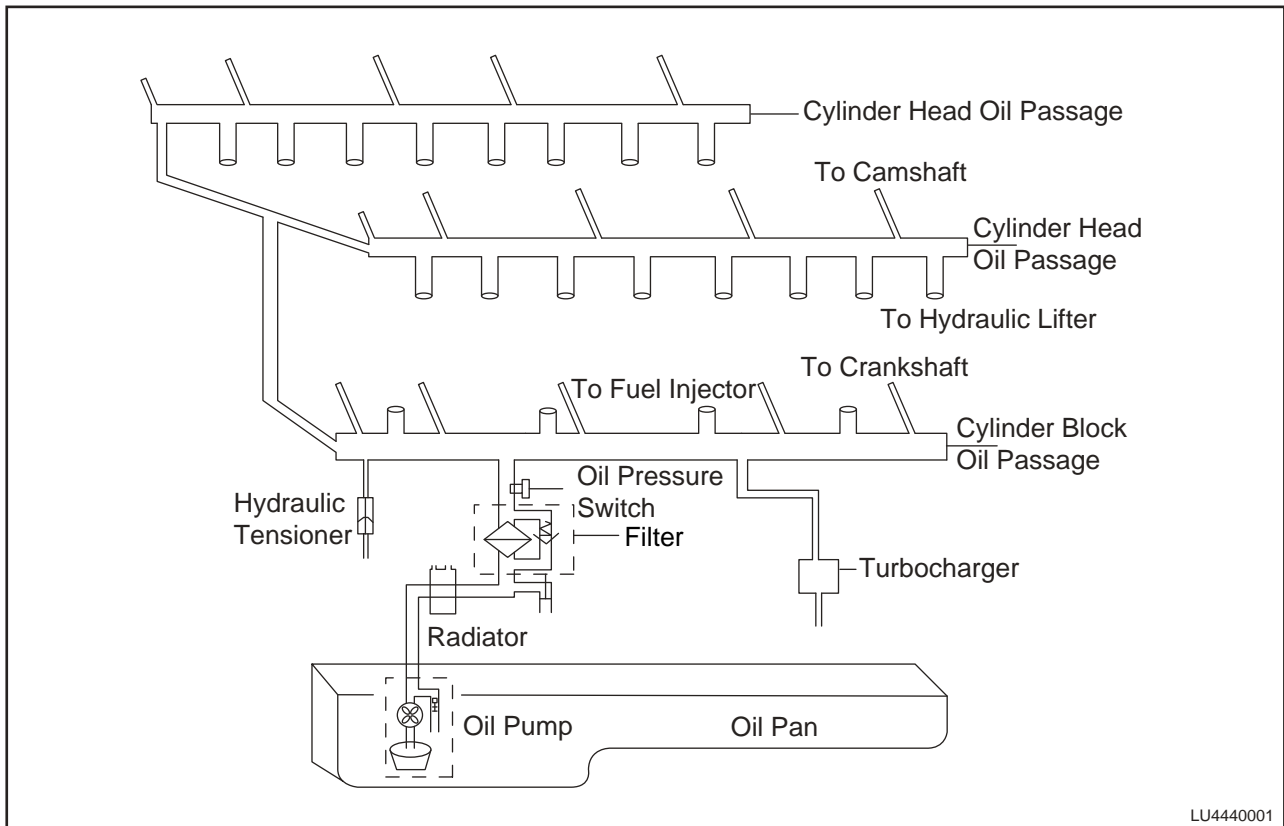 Cylinder Head Oil Passage
To Camshaft
Cylinder Head
Oil Passage
To Hydraulic Lifter
To Crankshaft
To Fuel Injector
Cylinder Block
Oil Passage
Oil Pressure
Switch
Hydraulic
Tensioner
Filter
Turbocharger
Radiator
Oil Pump
Oil Pan
LU4440001